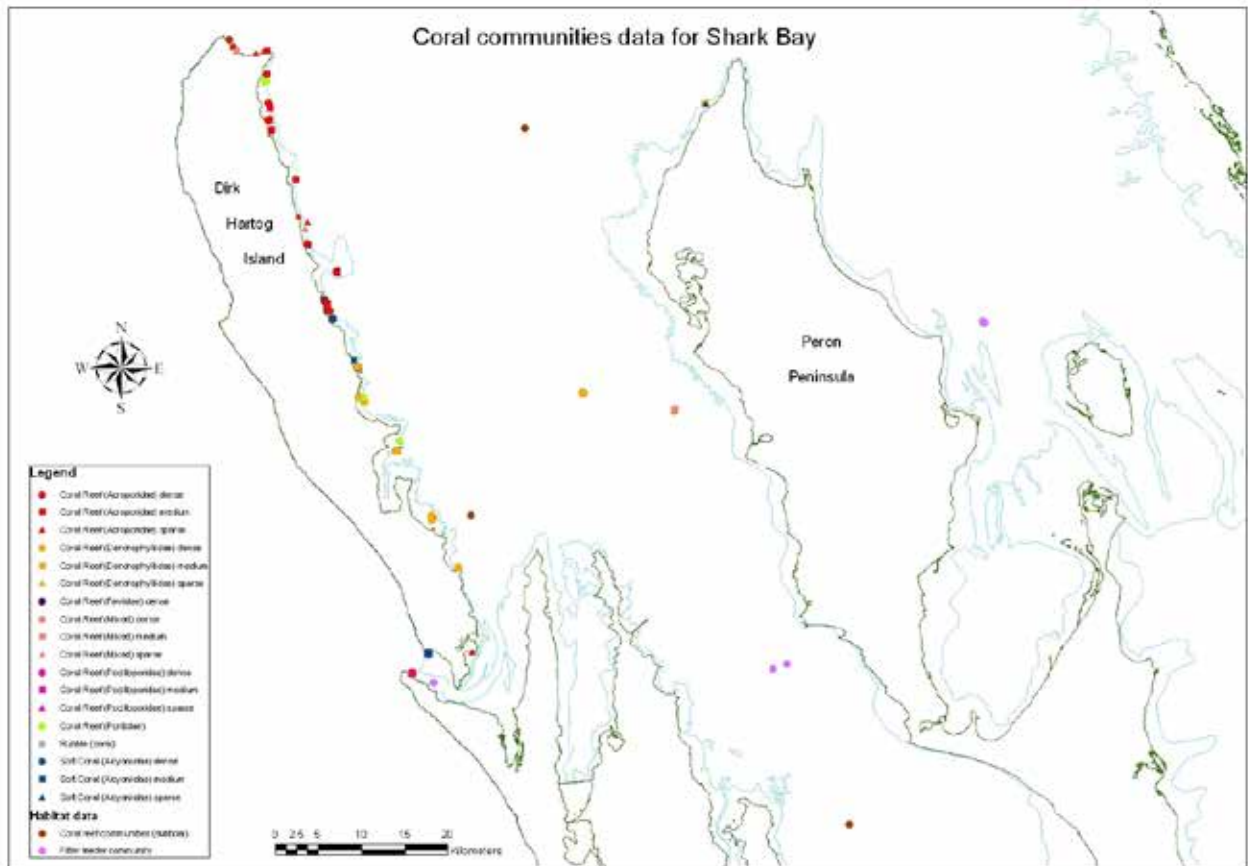 Coral communities data for Shark Bay
Dirk
Hartog
Island
Peron
Peninsula
N
W E
S
Legend
Coral Reef (Acroporidae) dense
Coral Reef (Acroporidae) medium
Coral Reef (Acroporidae) sparse
Coral Reef (Dendrophylliidae) dense
Coral Reef (Dendrophylliidae) medium
Coral Reef (Dendrophylliidae) sparse
Coral Reef (Faviidae) dense
Coral Reef (Mixed) dense
Coral Reef (Mixed) medium
Coral Reef (Mixed) sparse
Coral Reef (Pocilloporidae) dense
Coral Reef (Pocilloporidae) medium
Coral Reef (Pocilloporidae) sparse
Coral Reef (Poritidae)
Rubble
Soft Coral (Alcyoniidae) dense
Soft Coral (Alcyoniidae) medium
Soft Coral (Alcyoniidae) sparse
Habitat data
Coral reef communities
Filter feeder community
0 2.5 5 10 15 20
Kilometers